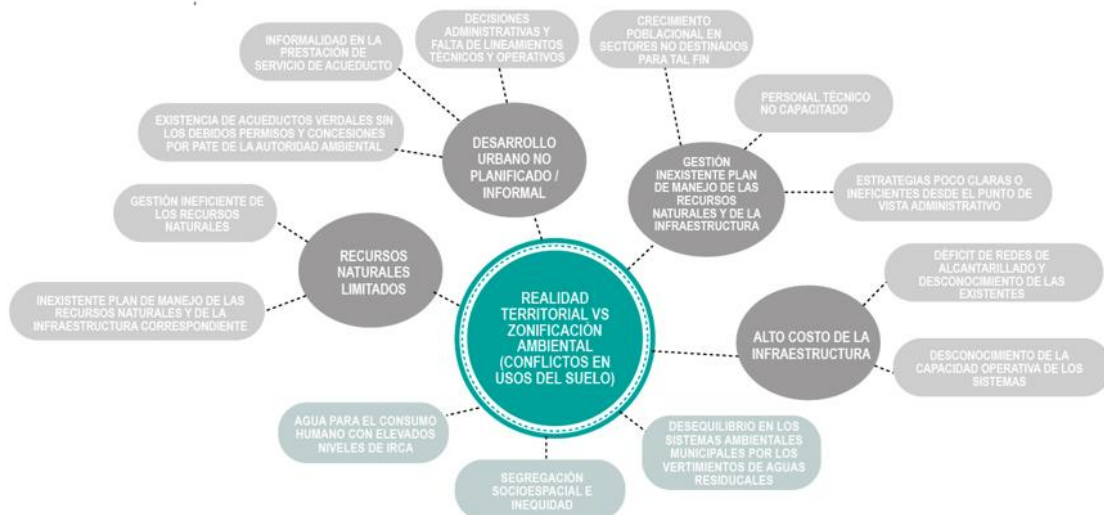 INFORMALIDAD EN LA
PRESTACIÓN DE
SERVICIO DE ACUEDUCTO
DECISIONES
ADMINISTRATIVAS Y
FALTA DE LINEAMIENTOS
TÉCNICOS Y OPERATIVOS
CRECIMIENTO
POBLACIONAL EN
SECTORES NO DESTINADOS
PARA TAL FIN
PERSONAL TÉCNICO
NO CAPACITADO
EXISTENCIA DE ACUEDUCTOS VERDALES SIN
LOS DEBIDOS PERMISOS Y CONCESIONES
POR PATE DE LA AUTORIDAD AMBIENTAL
DESARROLLO
URBANO NO
PLANIFICADO /
INFORMAL
GESTIÓN
INEXISTENTE PLAN
DE MANEJO DE LAS
RECURSOS
NATURALES Y DE LA
INFRAESTRUCTURA
ESTRATEGIAS POCO CLARAS O
INEFICIENTES DESDE EL PUNTO DE
VISTA ADMINISTRATIVO
GESTIÓN INEFICIENTE DE
LOS RECURSOS
NATURALES
RECURSOS
NATURALES
LIMITADOS
INEXISTENTE PLAN DE MANEJO DE LAS
RECURSOS NATURALES Y DE LA
INFRAESTRUCTURA CORRESPONDIENTE
REALIDAD
TERRITORIAL VS
ZONIFICACIÓN
AMBIENTAL
(CONFLICTOS EN
USOS DEL SUELO)
DÉFICIT DE REDES DE
ALCANTARILLADO Y
DESCONOCIMIENTO DE LAS
EXISTENTES
ALTO COSTO DE LA
INFRAESTRUCTURA
DESCONOCIMIENTO DE LA
CAPACIDAD OPERATIVA DE LOS
SISTEMAS
AGUA PARA EL CONSUMO
HUMANO CON ELEVADOS
NIVELES DE IRCA
SEGREGACIÓN
SOCIOESPACIAL E
INEQUIDAD
DESEQUILIBRIO EN LOS
SISTEMAS AMBIENTALES
MUNICIPALES POR LOS
VERTIMIENTOS DE AGUAS
RESIDUCALES